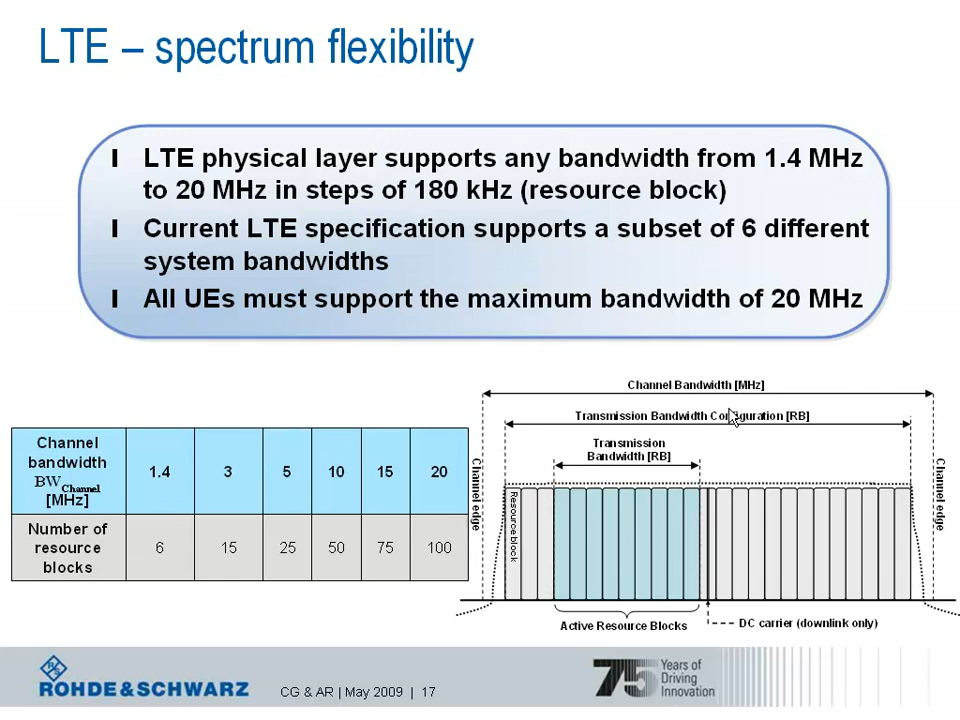 LTE – spectrum flexibility
l LTE physical layer supports any bandwidth from 1.4 MHz
to 20 MHz in steps of 180 kHz (resource block)
l Current LTE specification supports a subset of 6 different
system bandwidths
l All UEs must support the maximum bandwidth of 20 MHz
Channel
bandwidth
BWChannel
[MHz]
1.4 3 5 10 15 20
Number of
resource
blocks
6 15 25 50 75 100
Channel Bandwidth [MHz]
Transmission Bandwidth Configuration [RB]
Transmission
Bandwidth [RB]
Channel edge
Resource block
Channel edge
Active Resource Blocks
DC carrier (downlink only)
R&S
ROHDE&SCHWARZ
CG & AR | May 2009 | 17
75 Years of
Driving
Innovation